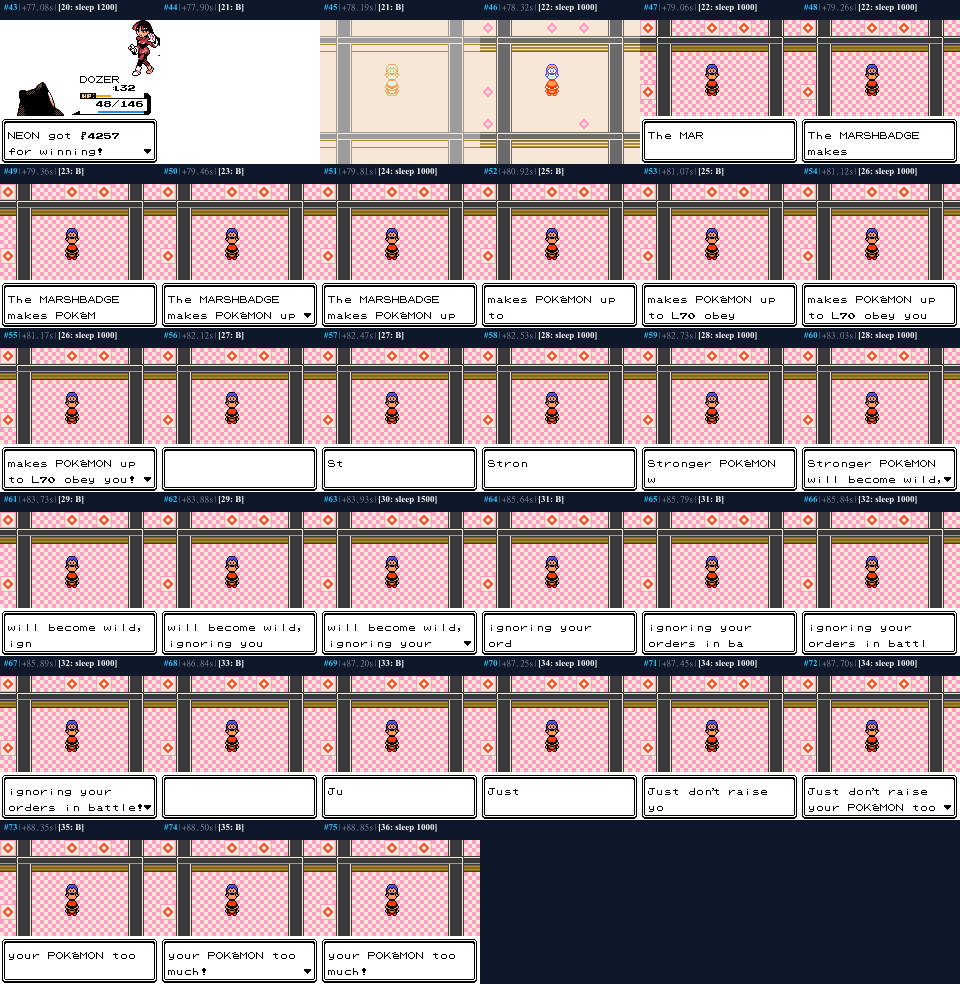 #43|+77.08s| [20: sleep 1200]
DOZER
:L32
HP:
48/146
NEON got ₽4257
for winning!
#44|+77.90s| [21: B]
#45|+78.19s| [21: B]
#46|+78.32s| [22: sleep 1000]
#47|+79.06s| [22: sleep 1000]
The MAR
#48|+79.26s| [22: sleep 1000]
The MARSHBADGE
makes
#49|+79.36s| [23: B]
The MARSHBADGE
makes POKéM
#50|+79.46s| [23: B]
The MARSHBADGE
makes POKéMON up
#51|+79.81s| [24: sleep 1000]
The MARSHBADGE
makes POKéMON up
#52|+80.92s| [25: B]
makes POKéMON up
to
#53|+81.07s| [25: B]
makes POKéMON up
to L70 obey
#54|+81.12s| [26: sleep 1000]
makes POKéMON up
to L70 obey you
#55|+81.17s| [26: sleep 1000]
makes POKéMON up
to L70 obey you!
#56|+82.12s| [27: B]
#57|+82.47s| [27: B]
St
#58|+82.53s| [28: sleep 1000]
Stron
#59|+82.73s| [28: sleep 1000]
Stronger POKéMON
w
#60|+83.03s| [28: sleep 1000]
Stronger POKéMON
will become wild,
#61|+83.73s| [29: B]
will become wild,
ign
#62|+83.88s| [29: B]
will become wild,
ignoring you
#63|+83.93s| [30: sleep 1500]
will become wild,
ignoring your
#64|+85.64s| [31: B]
ignoring your
ord
#65|+85.79s| [31: B]
ignoring your
orders in ba
#66|+85.84s| [32: sleep 1000]
ignoring your
orders in battl
#67|+85.89s| [32: sleep 1000]
ignoring your
orders in battle!
#68|+86.84s| [33: B]
#69|+87.20s| [33: B]
Ju
#70|+87.25s| [34: sleep 1000]
Just
#71|+87.45s| [34: sleep 1000]
Just don't raise
yo
#72|+87.70s| [34: sleep 1000]
Just don't raise
your POKéMON too
#73|+88.35s| [35: B]
your POKéMON too
#74|+88.50s| [35: B]
your POKéMON too
much!
#75|+88.85s| [36: sleep 1000]
your POKéMON too
much!